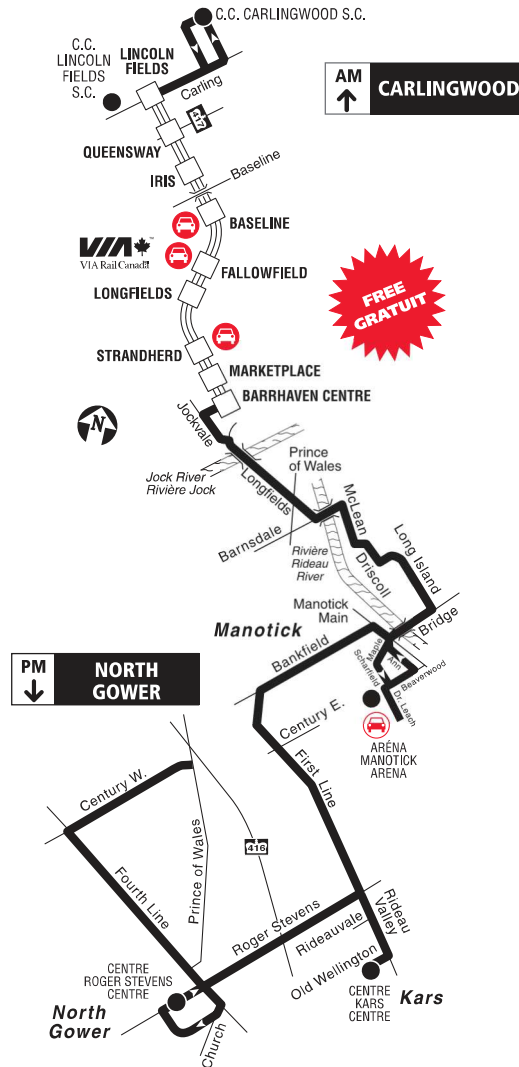 C.C. CARLINGWOOD S.C.
C.C.
LINCOLN
FIELDS
S.C.
LINCOLN
FIELDS
Carling
417
AM
CARLINGWOOD
QUEENSWAY
IRIS
Baseline
BASELINE
VIA
VIA Rail Canada
FALLOWFIELD
LONGFIELDS
FREE
GRATUIT
STRANDHERD
MARKETPLACE
BARRHAVEN CENTRE
N
Jockvale
Jock River
Rivière Jock
Longfields
Prince
of Wales
Barnsdale
McLean
Rivière
Rideau
River
Driscoll
Long Island
Manotick
Main
Bridge
Manotick
Bankfield
Maple
Scharfield
Ann
Beaverwood
Dr. Leach
PM
NORTH
GOWER
ARÉNA
MANOTICK
ARENA
Century E.
First Line
Century W.
Prince of Wales
416
Fourth Line
Roger Stevens
Rideauvale
Rideau
Valley
Old Wellington
CENTRE
ROGER STEVENS
CENTRE
CENTRE
KARS
CENTRE
Kars
North
Gower
Church